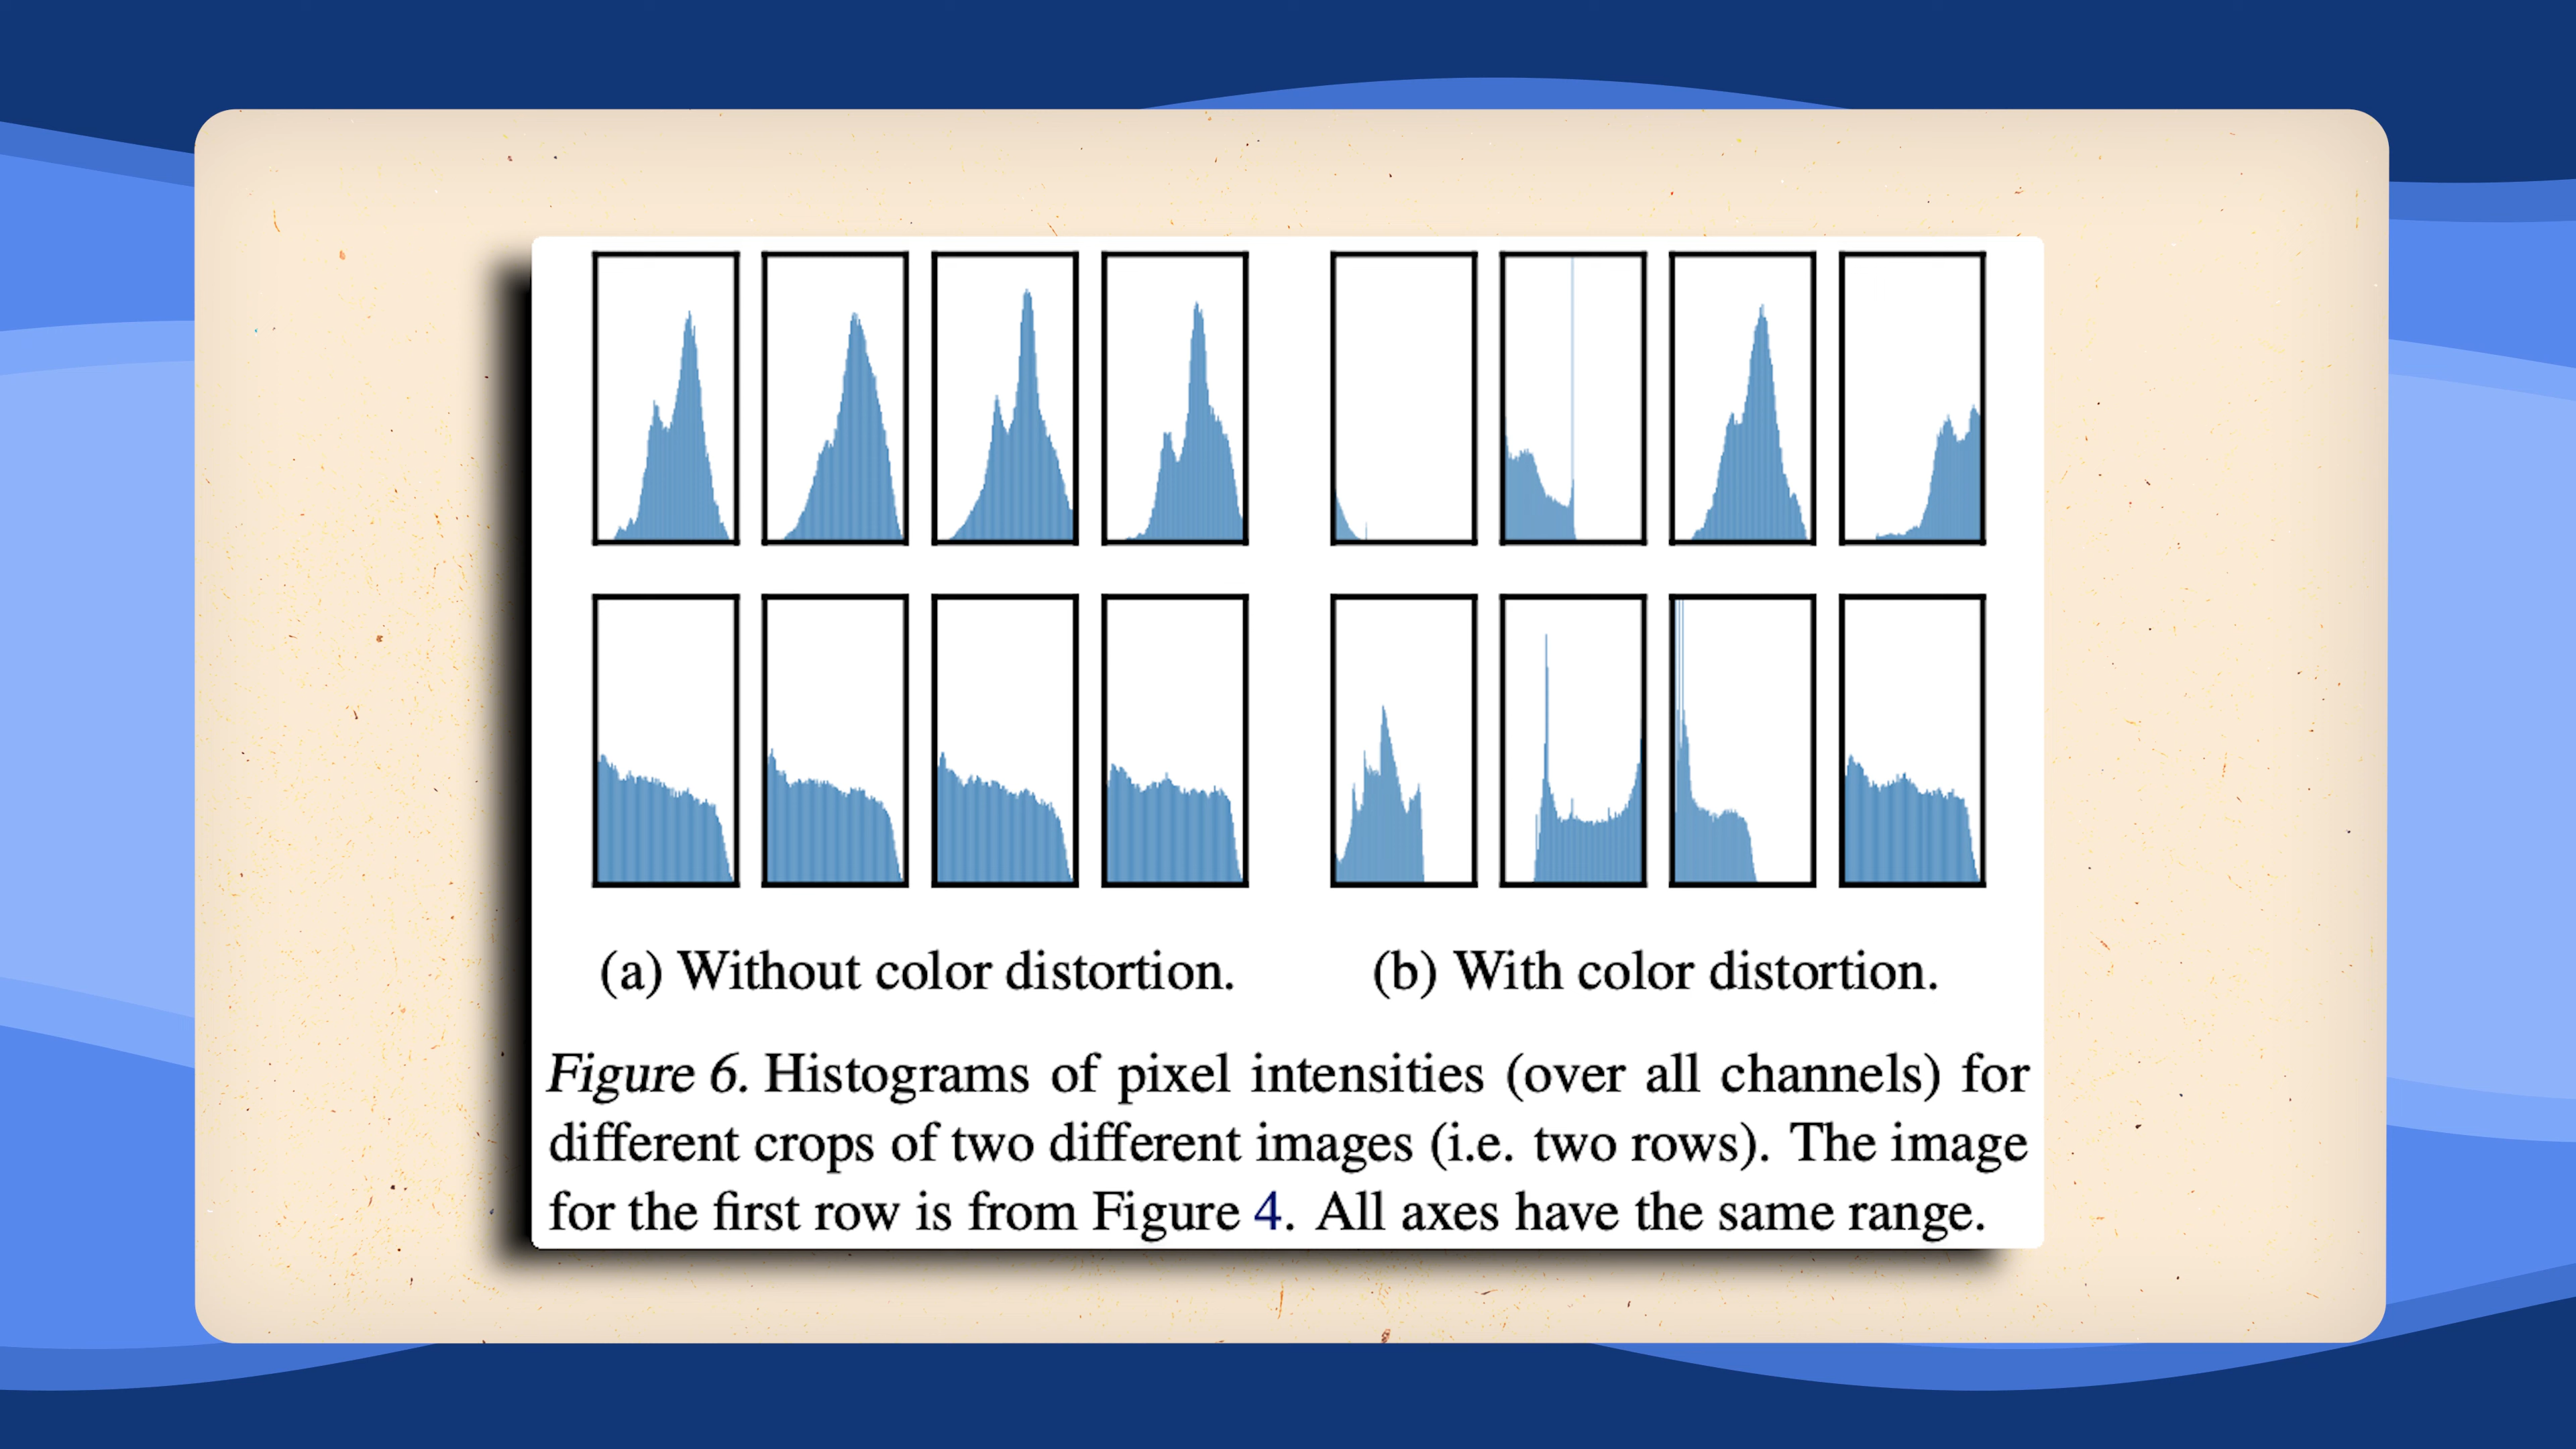 (a) Without color distortion.
(b) With color distortion.
Figure 6. Histograms of pixel intensities (over all channels) for
different crops of two different images (i.e. two rows). The image
for the first row is from Figure 4. All axes have the same range.